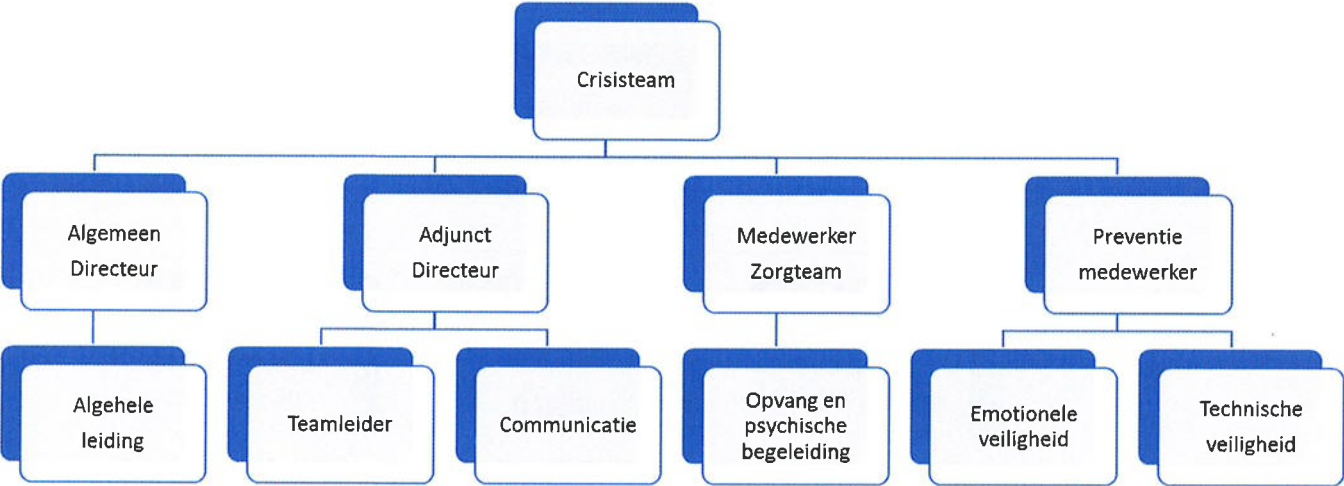 Crisisteam
Algemeen
Directeur
Adjunct
Directeur
Medewerker
Zorgteam
Preventie
medewerker
Algehele
leiding
Teamleider
Communicatie
Opvang en
psychische
begeleiding
Emotionele
veiligheid
Technische
veiligheid